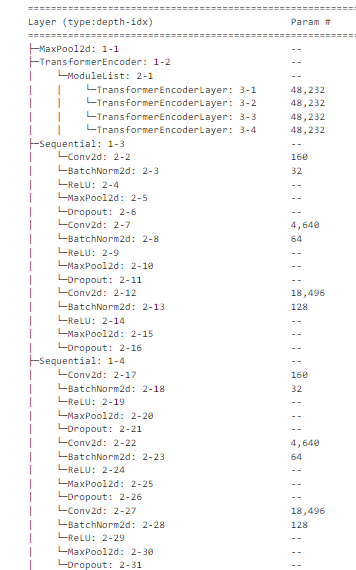 ==========================================================
Layer (type:depth-idx)                   Param #
==========================================================
├─MaxPool2d: 1-1                         --
├─TransformerEncoder: 1-2                --
|    └─ModuleList: 2-1                   --
|    |    └─TransformerEncoderLayer: 3-1 48,232
|    |    └─TransformerEncoderLayer: 3-2 48,232
|    |    └─TransformerEncoderLayer: 3-3 48,232
|    |    └─TransformerEncoderLayer: 3-4 48,232
├─Sequential: 1-3                        --
|    └─Conv2d: 2-2                       160
|    └─BatchNorm2d: 2-3                  32
|    └─ReLU: 2-4                         --
|    └─MaxPool2d: 2-5                    --
|    └─Dropout: 2-6                      --
|    └─Conv2d: 2-7                       4,640
|    └─BatchNorm2d: 2-8                  64
|    └─ReLU: 2-9                         --
|    └─MaxPool2d: 2-10                   --
|    └─Dropout: 2-11                     --
|    └─Conv2d: 2-12                      18,496
|    └─BatchNorm2d: 2-13                 128
|    └─ReLU: 2-14                        --
|    └─MaxPool2d: 2-15                   --
|    └─Dropout: 2-16                     --
├─Sequential: 1-4                        --
|    └─Conv2d: 2-17                      160
|    └─BatchNorm2d: 2-18                 32
|    └─ReLU: 2-19                        --
|    └─MaxPool2d: 2-20                   --
|    └─Dropout: 2-21                     --
|    └─Conv2d: 2-22                      4,640
|    └─BatchNorm2d: 2-23                 64
|    └─ReLU: 2-24                        --
|    └─MaxPool2d: 2-25                   --
|    └─Dropout: 2-26                     --
|    └─Conv2d: 2-27                      18,496
|    └─BatchNorm2d: 2-28                 128
|    └─ReLU: 2-29                        --
|    └─MaxPool2d: 2-30                   --
|    └─Dropout: 2-31                     --